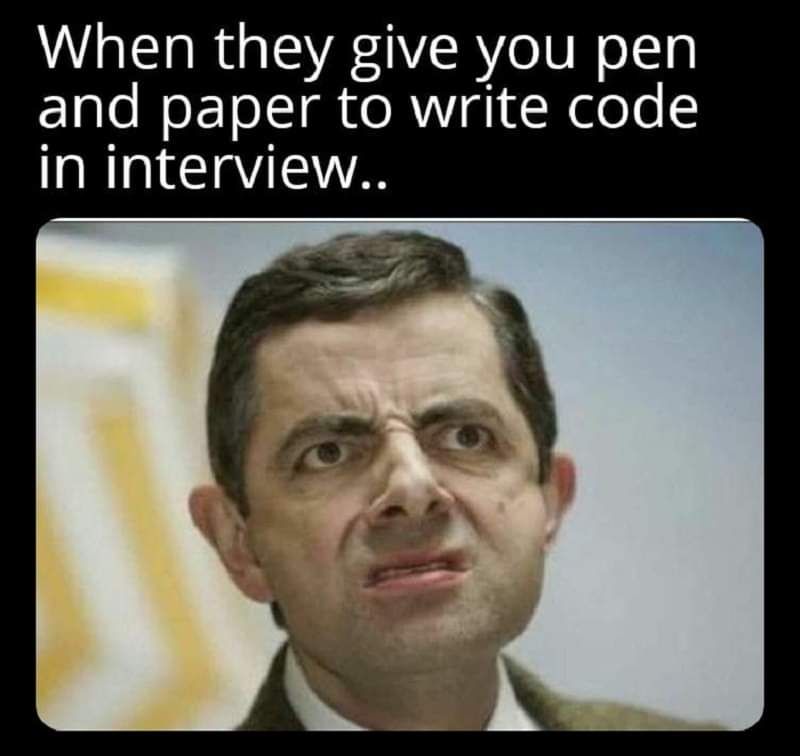 When they give you pen
and paper to write code
in interview..